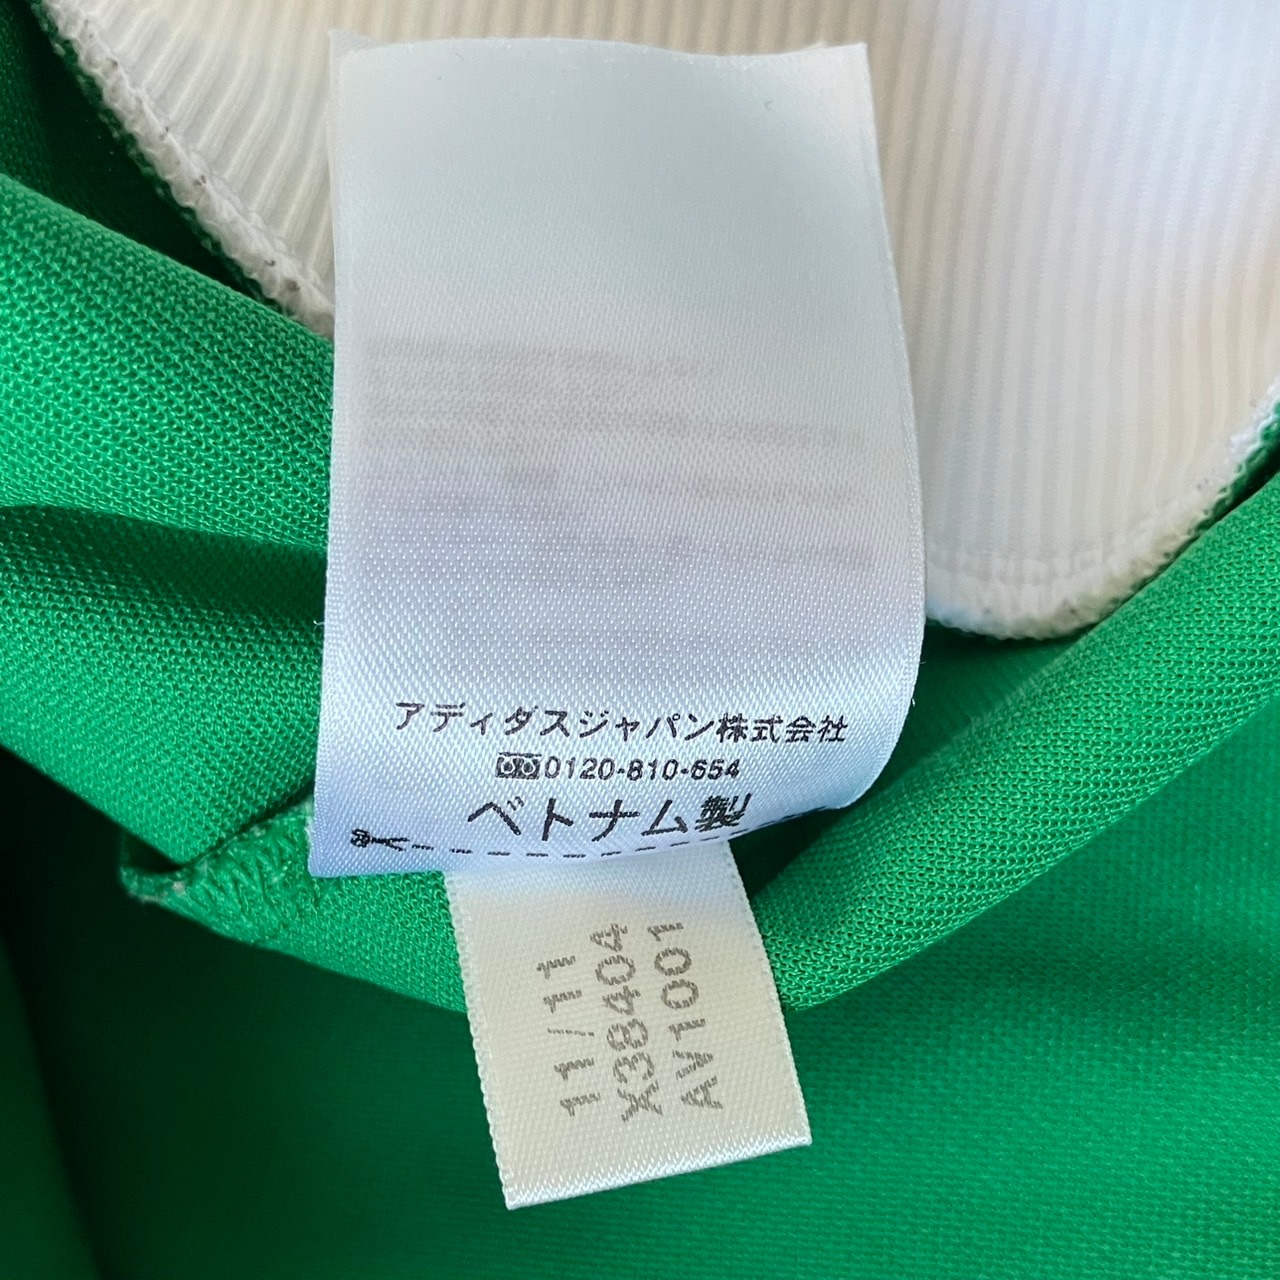 アディダスジャパン株式会社
0120-810-654
ベトナム製
11/11
X38404
AV1001